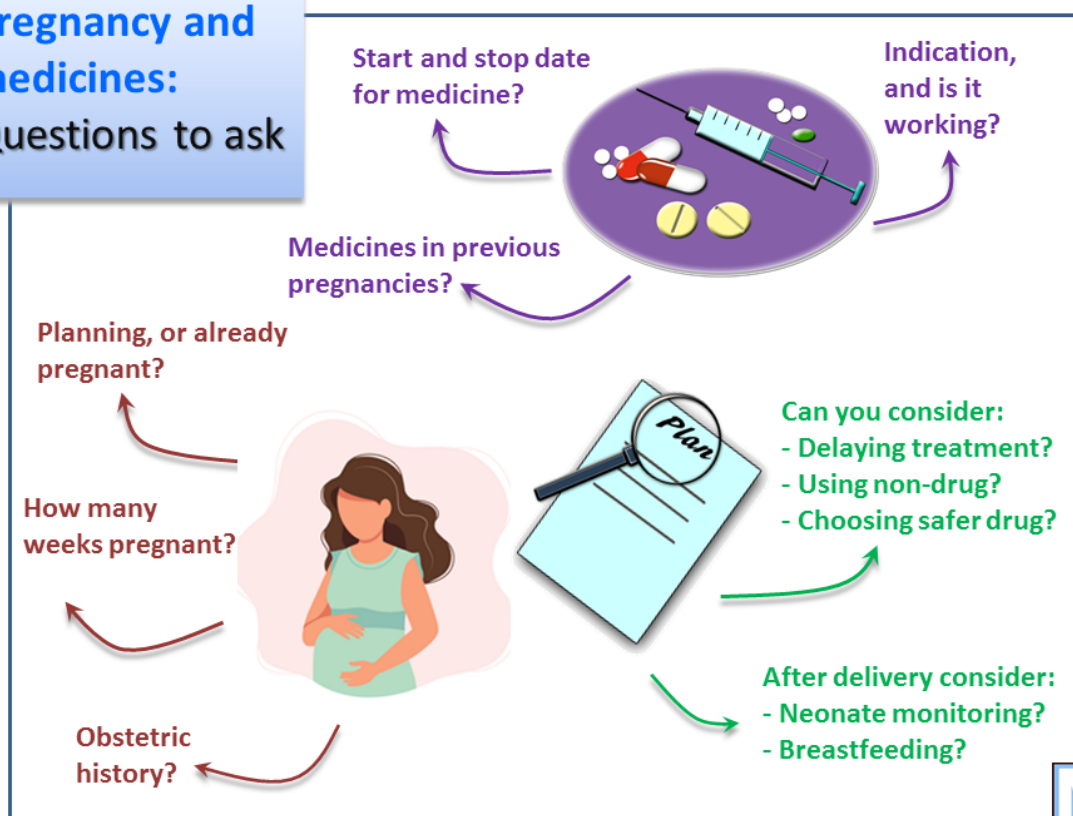 regnancy and
medicines:
uestions to ask
Start and stop date
for medicine?
Indication,
and is it
working?
Medicines in previous
pregnancies?
Planning, or already
pregnant?
How many
weeks pregnant?
Obstetric
history?
Plan
Can you consider:
- Delaying treatment?
- Using non-drug?
- Choosing safer drug?
After delivery consider:
- Neonate monitoring?
- Breastfeeding?